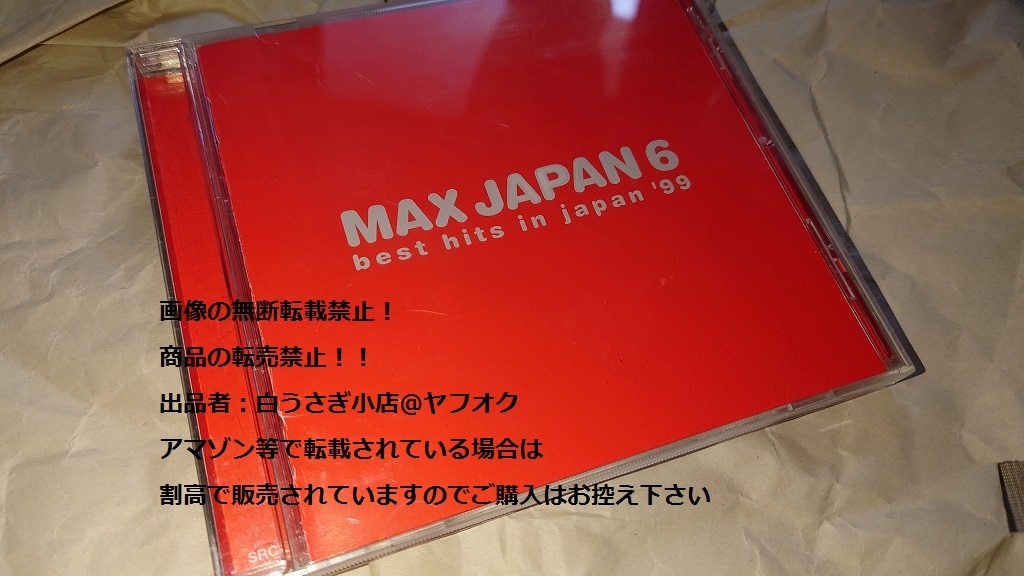 MAX JAPAN 6
best hits in japan '99
画像の無断転載禁止！
商品の転売禁止！！
出品者：白うさぎ小店@ヤフオク
アマゾン等で転載されている場合は
割高で販売されていますのでご購入はお控え下さい
SRC